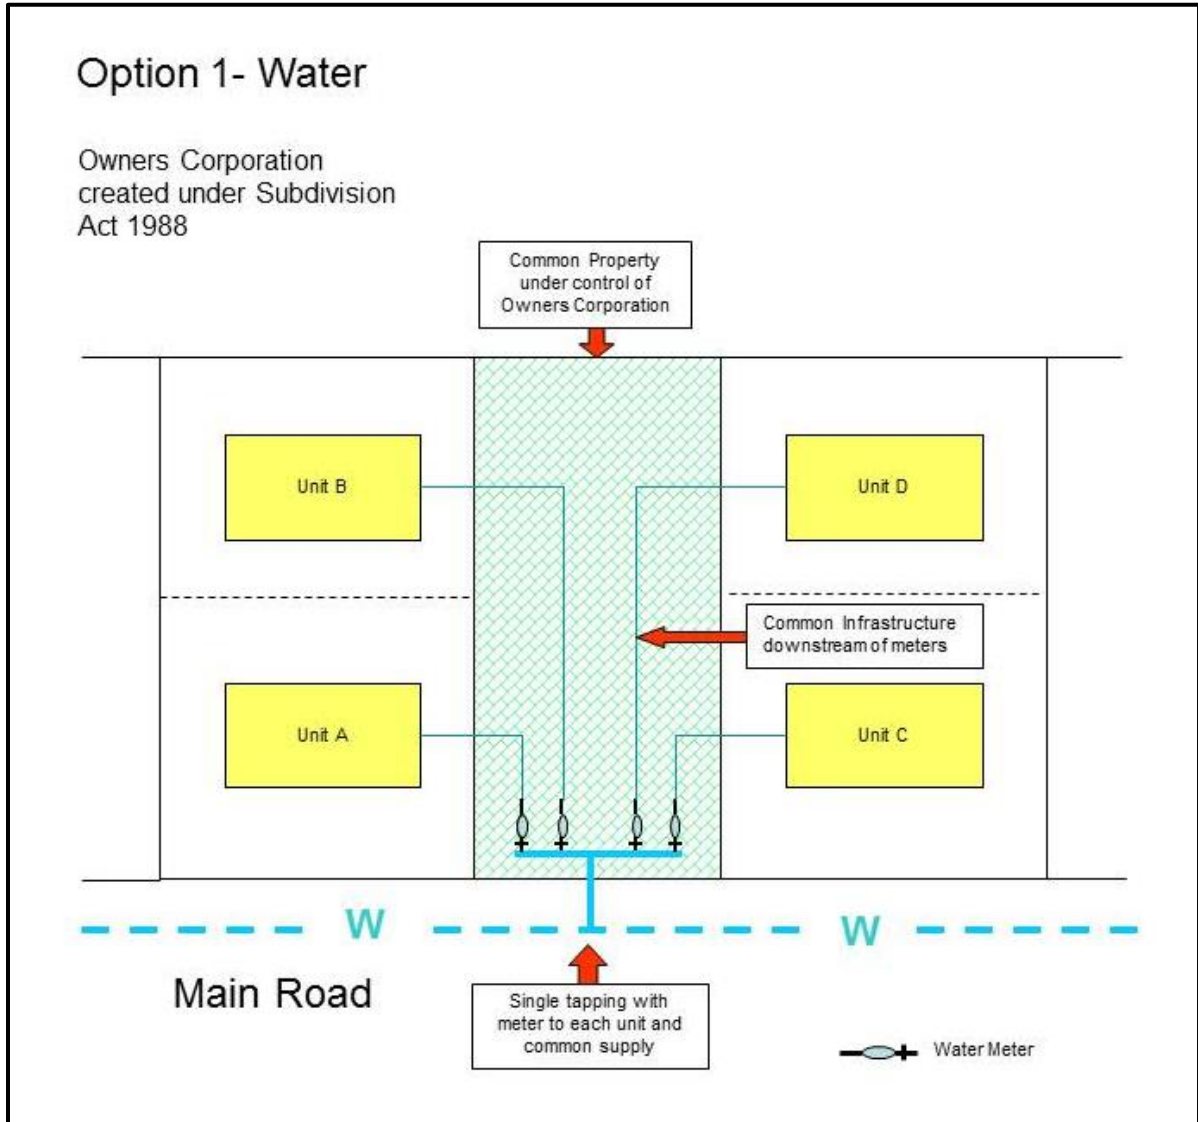 Option 1- Water
Owners Corporation
created under Subdivision
Act 1988
Common Property
under control of
Owners Corporation
Unit B
Unit D
Common Infrastructure
downstream of meters
Unit A
Unit C
W
W
Main Road
Single tapping with
meter to each unit and
common supply
Water Meter